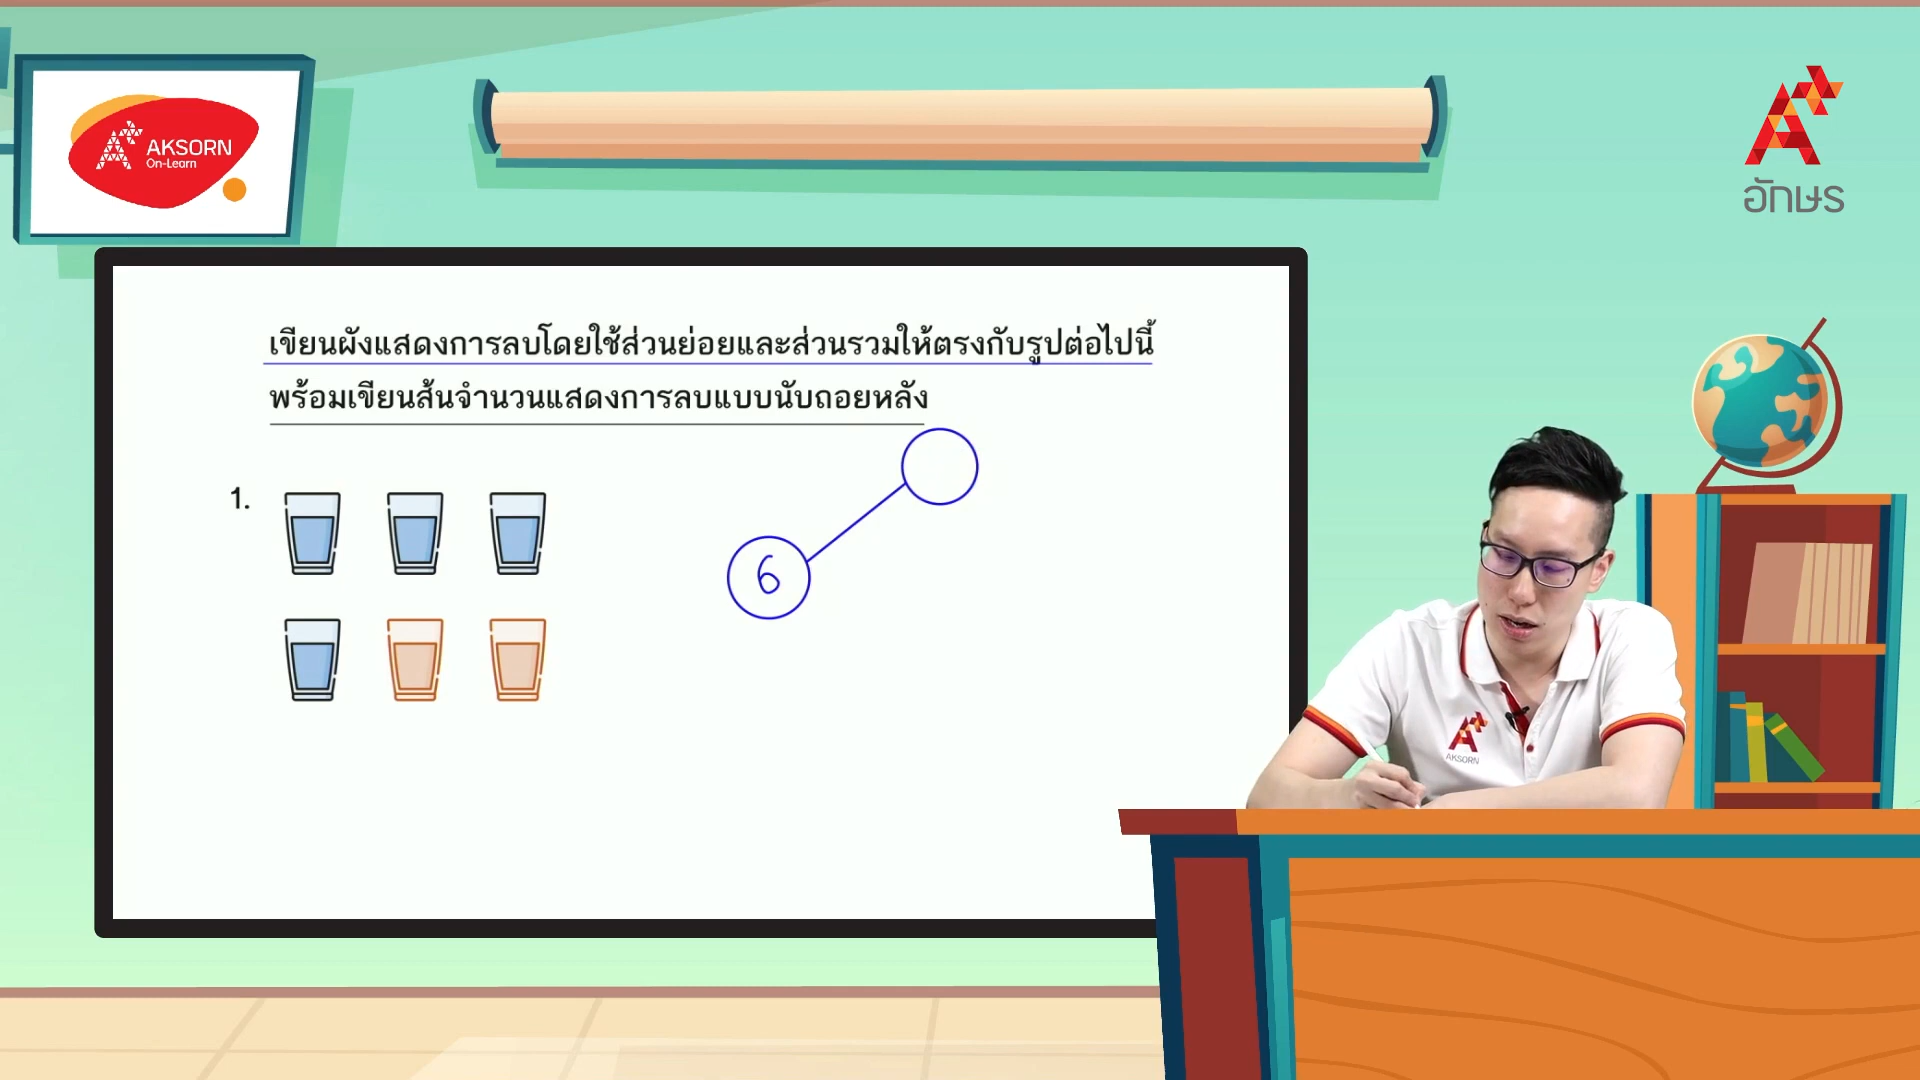 AKSORN
On-Learn
อักษร
เขียนผังแสดงการลบโดยใช้ส่วนย่อยและส่วนรวมให้ตรงกับรูปต่อไปนี้
พร้อมเขียนเส้นจำนวนแสดงการลบแบบนับถอยหลัง
1.
6
AKSORN